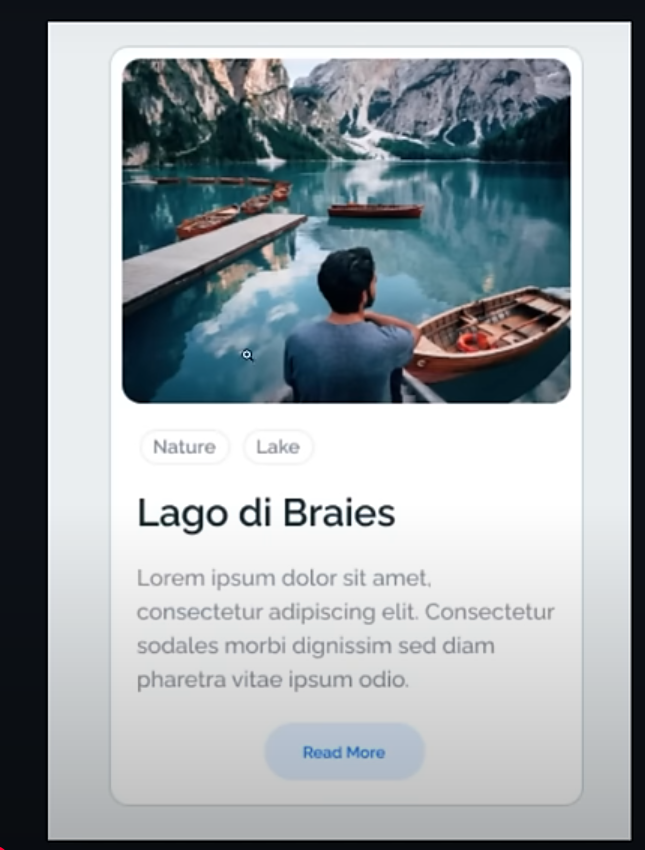 Nature Lake
Lago di Braies
Lorem ipsum dolor sit amet,
consectetur adipiscing elit. Consectetur
sodales morbi dignissim sed diam
pharetra vitae ipsum odio.
Read More